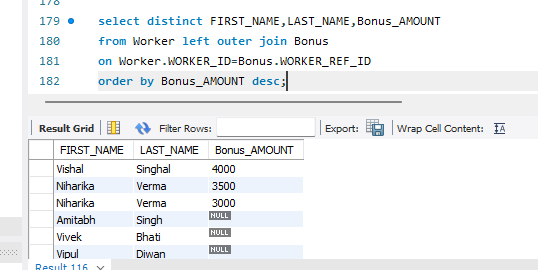 178
179 select distinct FIRST_NAME,LAST_NAME,Bonus_AMOUNT
180 from Worker left outer join Bonus
181 on Worker.WORKER_ID=Bonus.WORKER_REF_ID
182 order by Bonus_AMOUNT desc;
Result Grid Filter Rows: Export: Wrap Cell Content: IA
FIRST_NAME LAST_NAME Bonus_AMOUNT
Vishal Singhal 4000
Niharika Verma 3500
Niharika Verma 3000
Amitabh Singh NULL
Vivek Bhati NULL
Vipul Diwan NULL
Result 116 ×